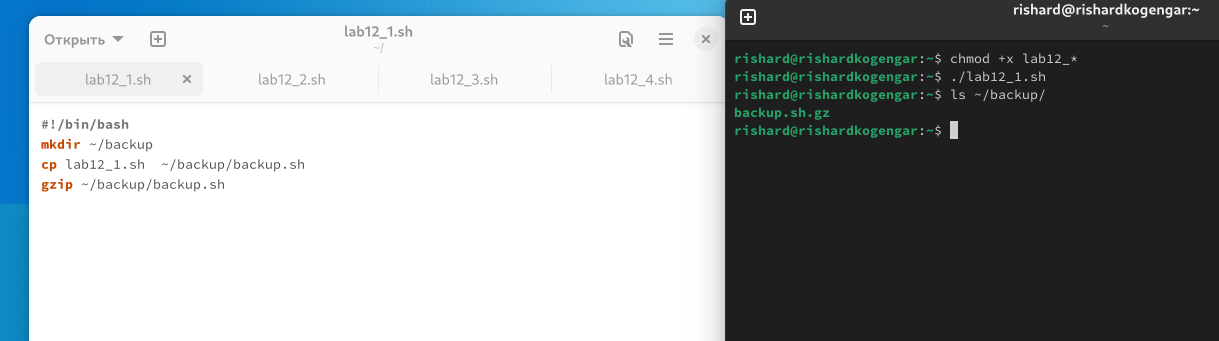 Открыть
lab12_1.sh
~/
lab12_1.sh
lab12_2.sh
lab12_3.sh
lab12_4.sh
#!/bin/bash
mkdir ~/backup
cp lab12_1.sh  ~/backup/backup.sh
gzip ~/backup/backup.sh
rishard@rishardkogengar:~
~
rishard@rishardkogengar:~$ chmod +x lab12_*
rishard@rishardkogengar:~$ ./lab12_1.sh
rishard@rishardkogengar:~$ ls ~/backup/
backup.sh.gz
rishard@rishardkogengar:~$